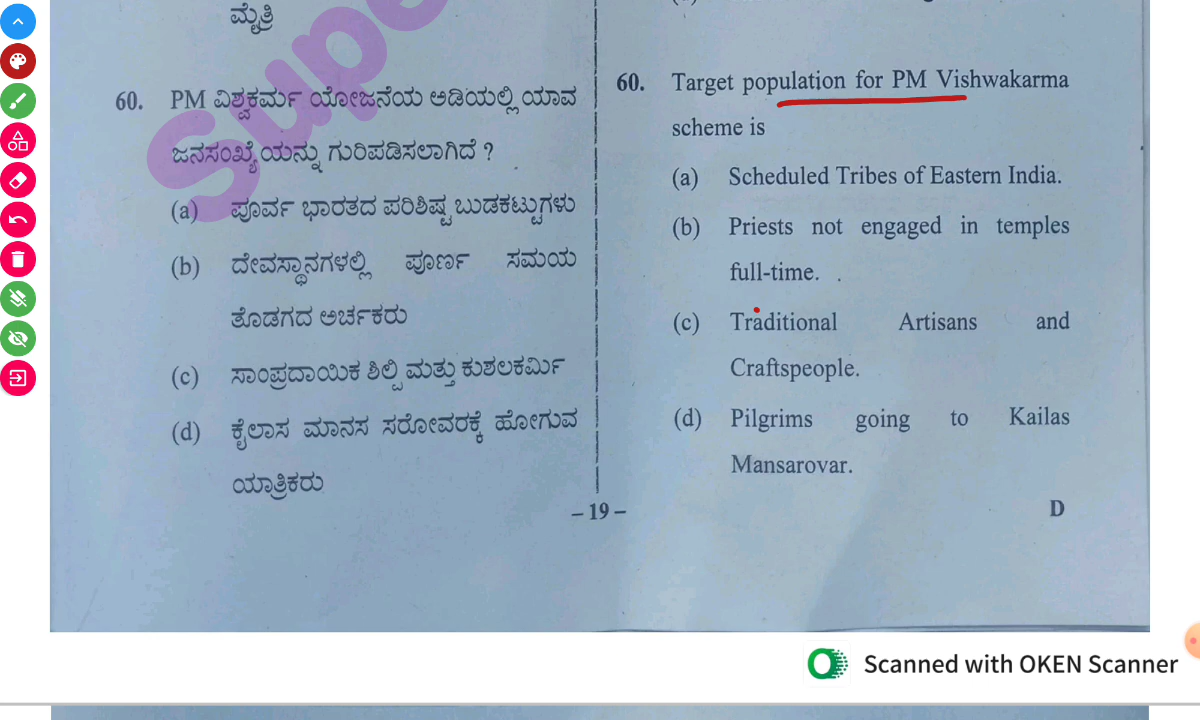 ಮೈತ್ರಿ
Supe
60. PM ವಿಶ್ವಕರ್ಮ ಯೋಜನೆಯ ಅಡಿಯಲ್ಲಿ ಯಾವ
ಜನಸಂಖ್ಯೆಯನ್ನು ಗುರಿಪಡಿಸಲಾಗಿದೆ ?
(a) ಪೂರ್ವ ಭಾರತದ ಪರಿಶಿಷ್ಟ ಬುಡಕಟ್ಟುಗಳು
(b) ದೇವಸ್ಥಾನಗಳಲ್ಲಿ ಪೂರ್ಣ ಸಮಯ
ತೊಡಗದ ಅರ್ಚಕರು
(c) ಸಾಂಪ್ರದಾಯಿಕ ಶಿಲ್ಪಿ ಮತ್ತು ಕುಶಲಕರ್ಮಿ
(d) ಕೈಲಾಸ ಮಾನಸ ಸರೋವರಕ್ಕೆ ಹೋಗುವ
ಯಾತ್ರಿಕರು
60. Target population for PM Vishwakarma
scheme is
(a) Scheduled Tribes of Eastern India.
(b) Priests not engaged in temples
full-time.
(c) Traditional Artisans and
Craftspeople.
(d) Pilgrims going to Kailas
Mansarovar.
– 19 –
D
Scanned with OKEN Scanner